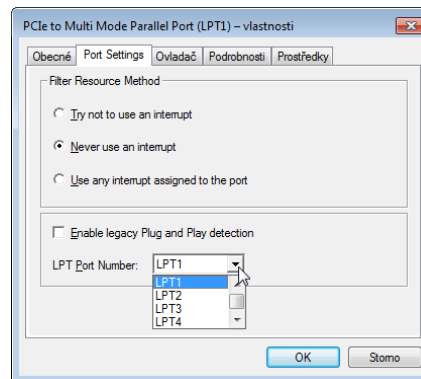 PCIe to Multi Mode Parallel Port (LPT1) – vlastnosti
Obecné Port Settings Ovladač Podrobnosti Prostředky
Filter Resource Method
Try not to use an interrupt
Never use an interrupt
Use any interrupt assigned to the port
Enable legacy Plug and Play detection
LPT Port Number: LPT1
LPT1
LPT2
LPT3
LPT4
OK Storno